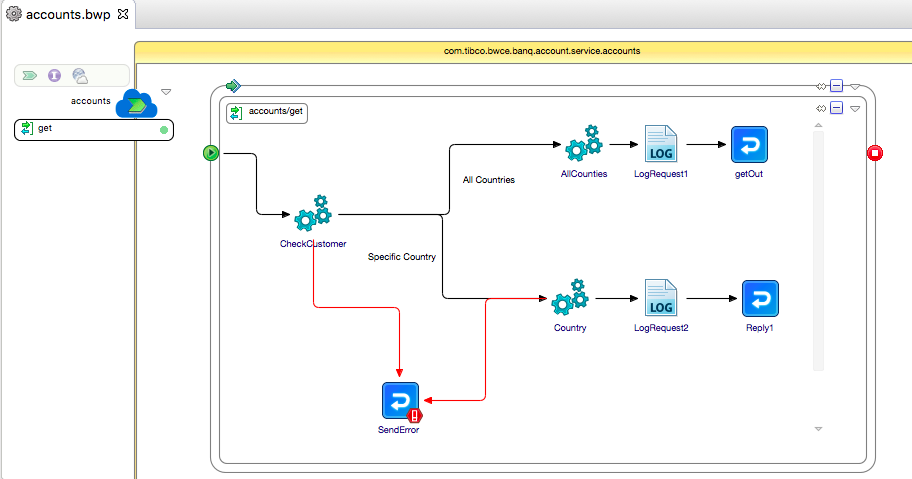 accounts.bwp
com.tibco.bwce.banq.account.service.accounts
accounts
get
accounts/get
All Countries
AllCounties
LOG
LogRequest1
getOut
CheckCustomer
Specific Country
Country
LOG
LogRequest2
Reply1
SendError